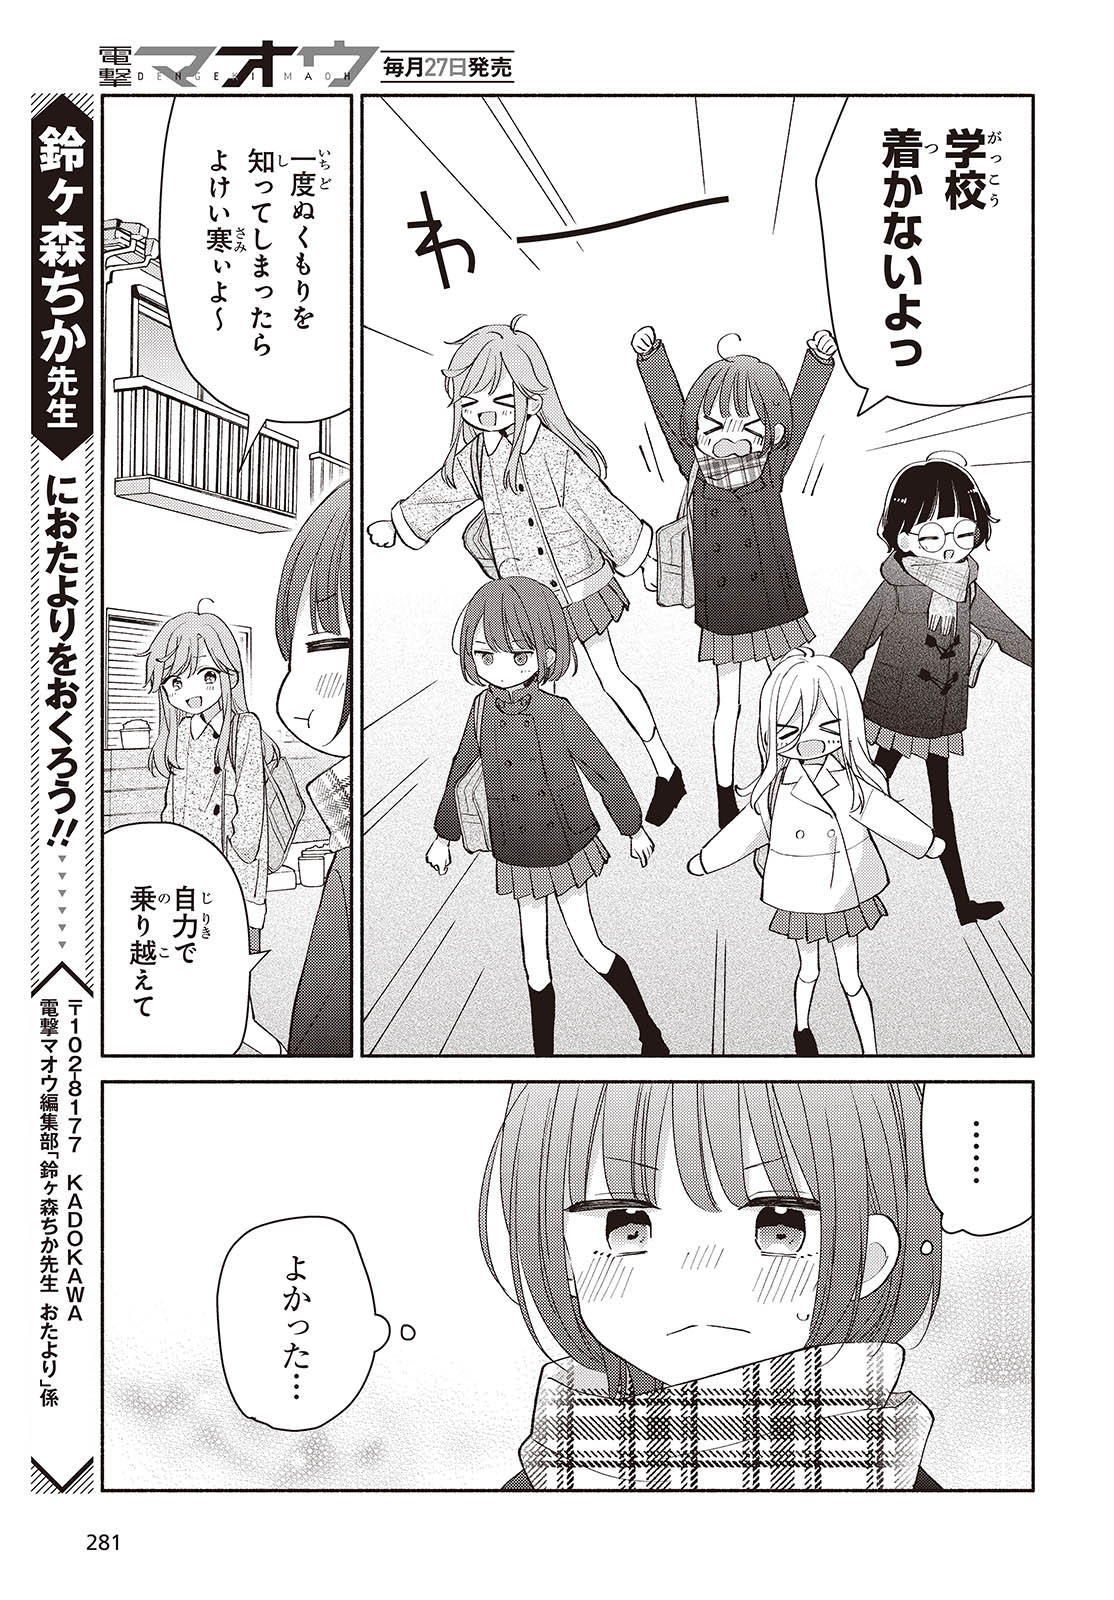 電撃マオウ
DENGEKI MAOH
毎月27日発売
学校
着かないよっ
わーー
一度ぬくもりを
知ってしまったら
よけい寒ぃよ～
自力で
乗り越えて
……
よかった…
鈴ヶ森ちか先生
におたよりをおくろう!!
〒102-8177 KADOKAWA
電撃マオウ編集部「鈴ヶ森ちか先生 おたより」係
281